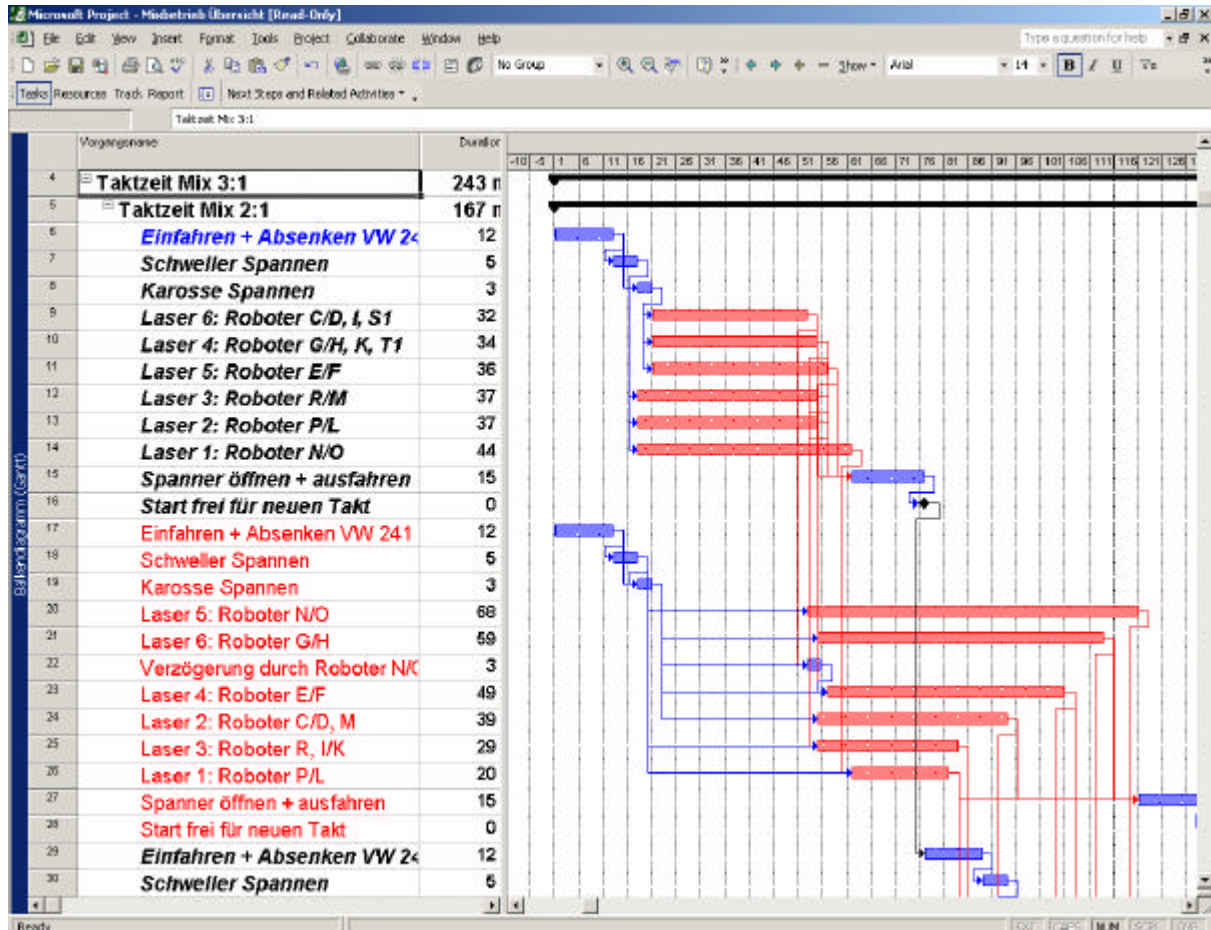 Microsoft Project - Mixbetrieb Übersicht [Read-Only]
File Edit View Insert Format Tools Project Collaborate Window Help
Type a question for help
No Group
Show
Arial
14
B I U
Tasks Resources Track Report Next Steps and Related Activities
Taktzeit Mix 3:1
Vorgangsname Duration
-10 -5 1 6 11 16 21 26 31 36 41 46 51 56 61 66 71 76 81 86 91 96 101 106 111 116 121 126 1
4 Taktzeit Mix 3:1 243 m
5 Taktzeit Mix 2:1 167 m
6 Einfahren + Absenken VW 24 12
7 Schweller Spannen 5
8 Karosse Spannen 3
9 Laser 6: Roboter C/D, I, S1 32
10 Laser 4: Roboter G/H, K, T1 34
11 Laser 5: Roboter E/F 36
12 Laser 3: Roboter R/M 37
13 Laser 2: Roboter P/L 37
14 Laser 1: Roboter N/O 44
15 Spanner öffnen + ausfahren 15
16 Start frei für neuen Takt 0
17 Einfahren + Absenken VW 241 12
18 Schweller Spannen 5
19 Karosse Spannen 3
20 Laser 5: Roboter N/O 68
21 Laser 6: Roboter G/H 59
22 Verzögerung durch Roboter N/O 3
23 Laser 4: Roboter E/F 49
24 Laser 2: Roboter C/D, M 39
25 Laser 3: Roboter R, I/K 29
26 Laser 1: Roboter P/L 20
27 Spanner öffnen + ausfahren 15
28 Start frei für neuen Takt 0
29 Einfahren + Absenken VW 24 12
30 Schweller Spannen 5
Balkendiagramm (Gantt)
Ready
EXT CAPS NUM SCRL OVR